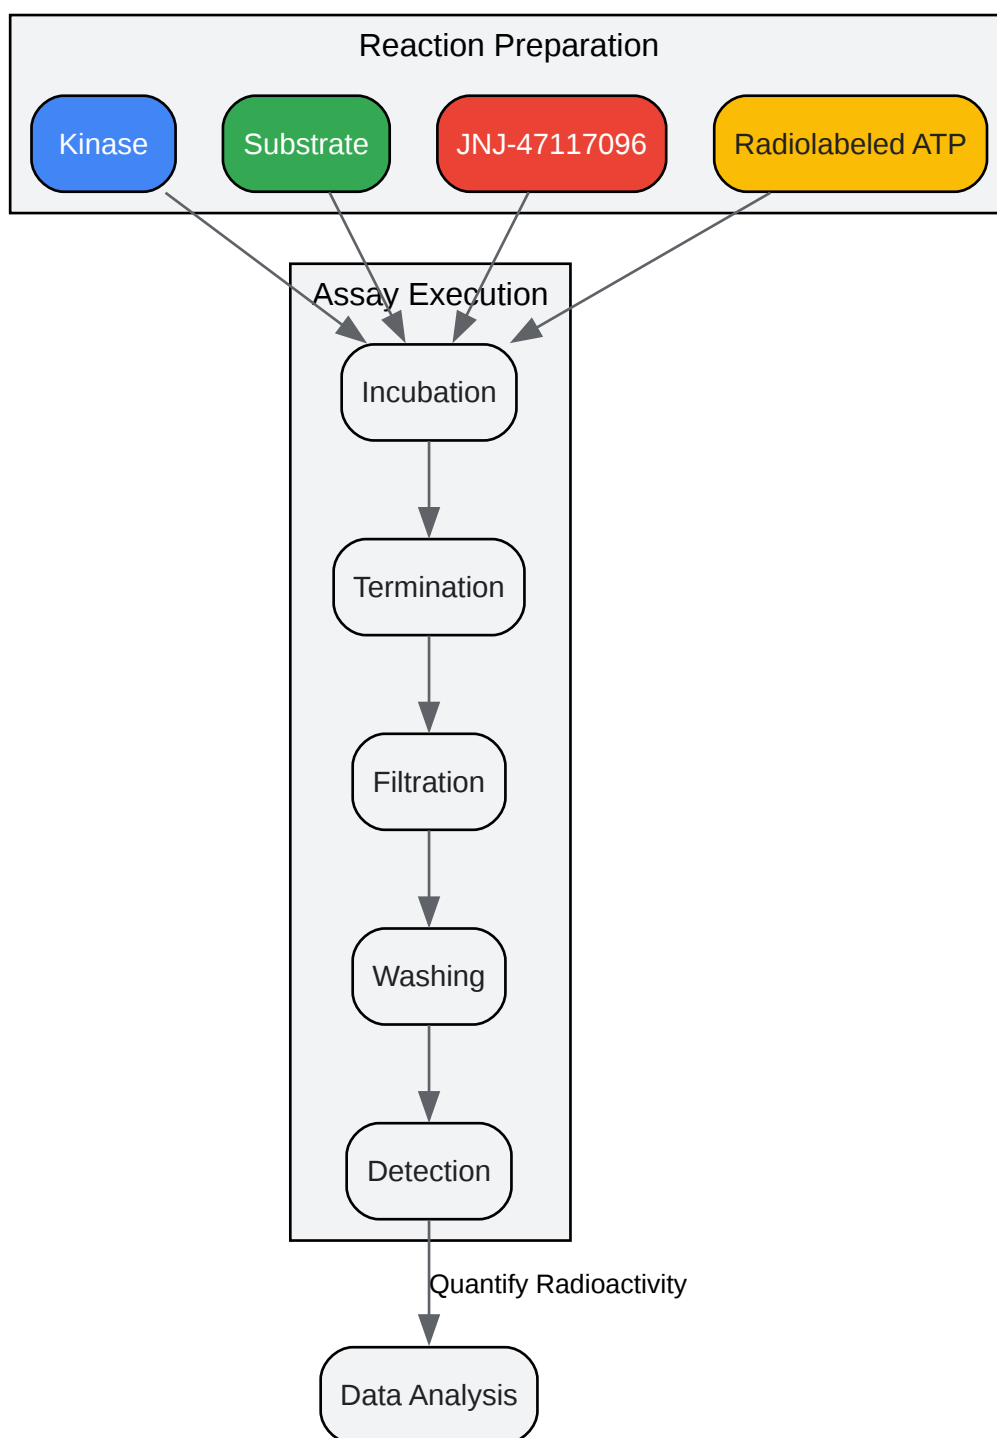 Reaction Preparation
Kinase
Substrate
JNJ-47117096
Radiolabeled ATP
Assay Execution
Incubation
Termination
Filtration
Washing
Detection
Quantify Radioactivity
Data Analysis